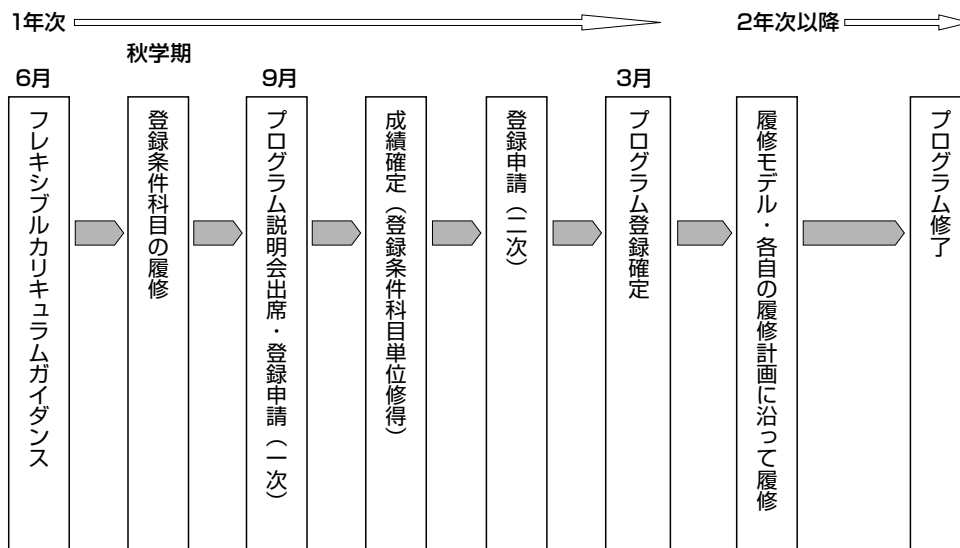 1年次
2年次以降
秋学期
6月
9月
3月
フレキシブルカリキュラムガイダンス
登録条件科目の履修
プログラム説明会出席・登録申請（一次）
成績確定（登録条件科目単位修得）
登録申請（二次）
プログラム登録確定
履修モデル・各自の履修計画に沿って履修
プログラム修了